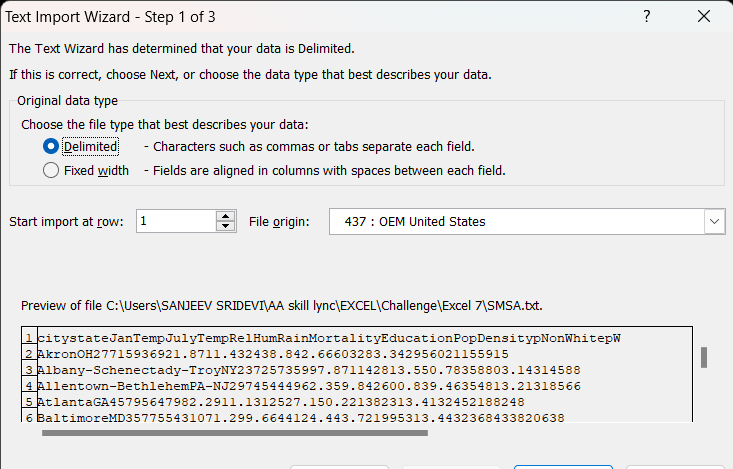 Text Import Wizard - Step 1 of 3 ?
The Text Wizard has determined that your data is Delimited.
If this is correct, choose Next, or choose the data type that best describes your data.
Original data type
Choose the file type that best describes your data:
Delimited - Characters such as commas or tabs separate each field.
Fixed width - Fields are aligned in columns with spaces between each field.
Start import at row: 1 File origin: 437 : OEM United States
Preview of file C:\Users\SANJEEV SRIDEVI\AA skill lync\EXCEL\Challenge\Excel 7\SMSA.txt.
1 citystateJanTempJulyTempRelHumRainMortalityEducationPopDensitypNonWhitepW
2 AkronOH27715936921.8711.432438.842.66603283.342956021155915
3 Albany-Schenectady-TroyNY23725735997.871142813.550.78358803.14314588
4 Allentown-BethlehemPA-NJ29745444962.359.842600.839.46354813.21318566
5 AtlantaGA45795647982.2911.1312527.150.221382313.4132452188248
6 BaltimoreMD357755431071.299.6644124.443.721995313.4432368433820638